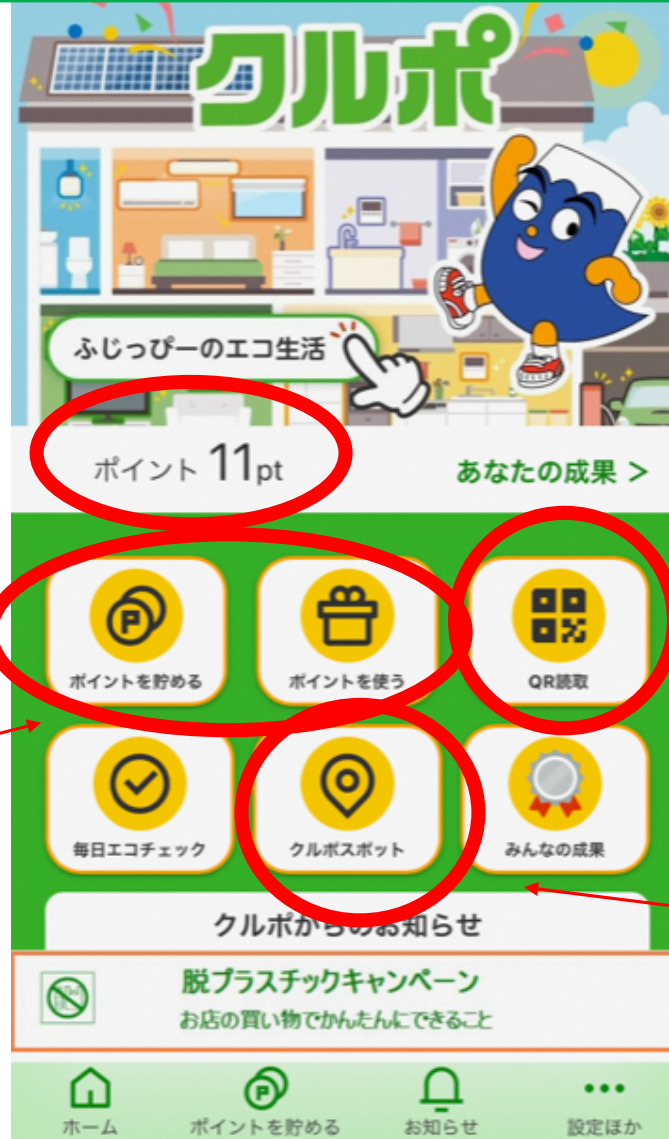 クルポ
ふじっぴーのエコ生活
ポイント 11pt
あなたの成果 >
ポイントを貯める
ポイントを使う
QR読取
毎日エコチェック
クルポスポット
みんなの成果
クルポからのお知らせ
脱プラスチックキャンペーン
お店の買い物でかんたんにできること
ホーム
ポイントを貯める
お知らせ
設定ほか